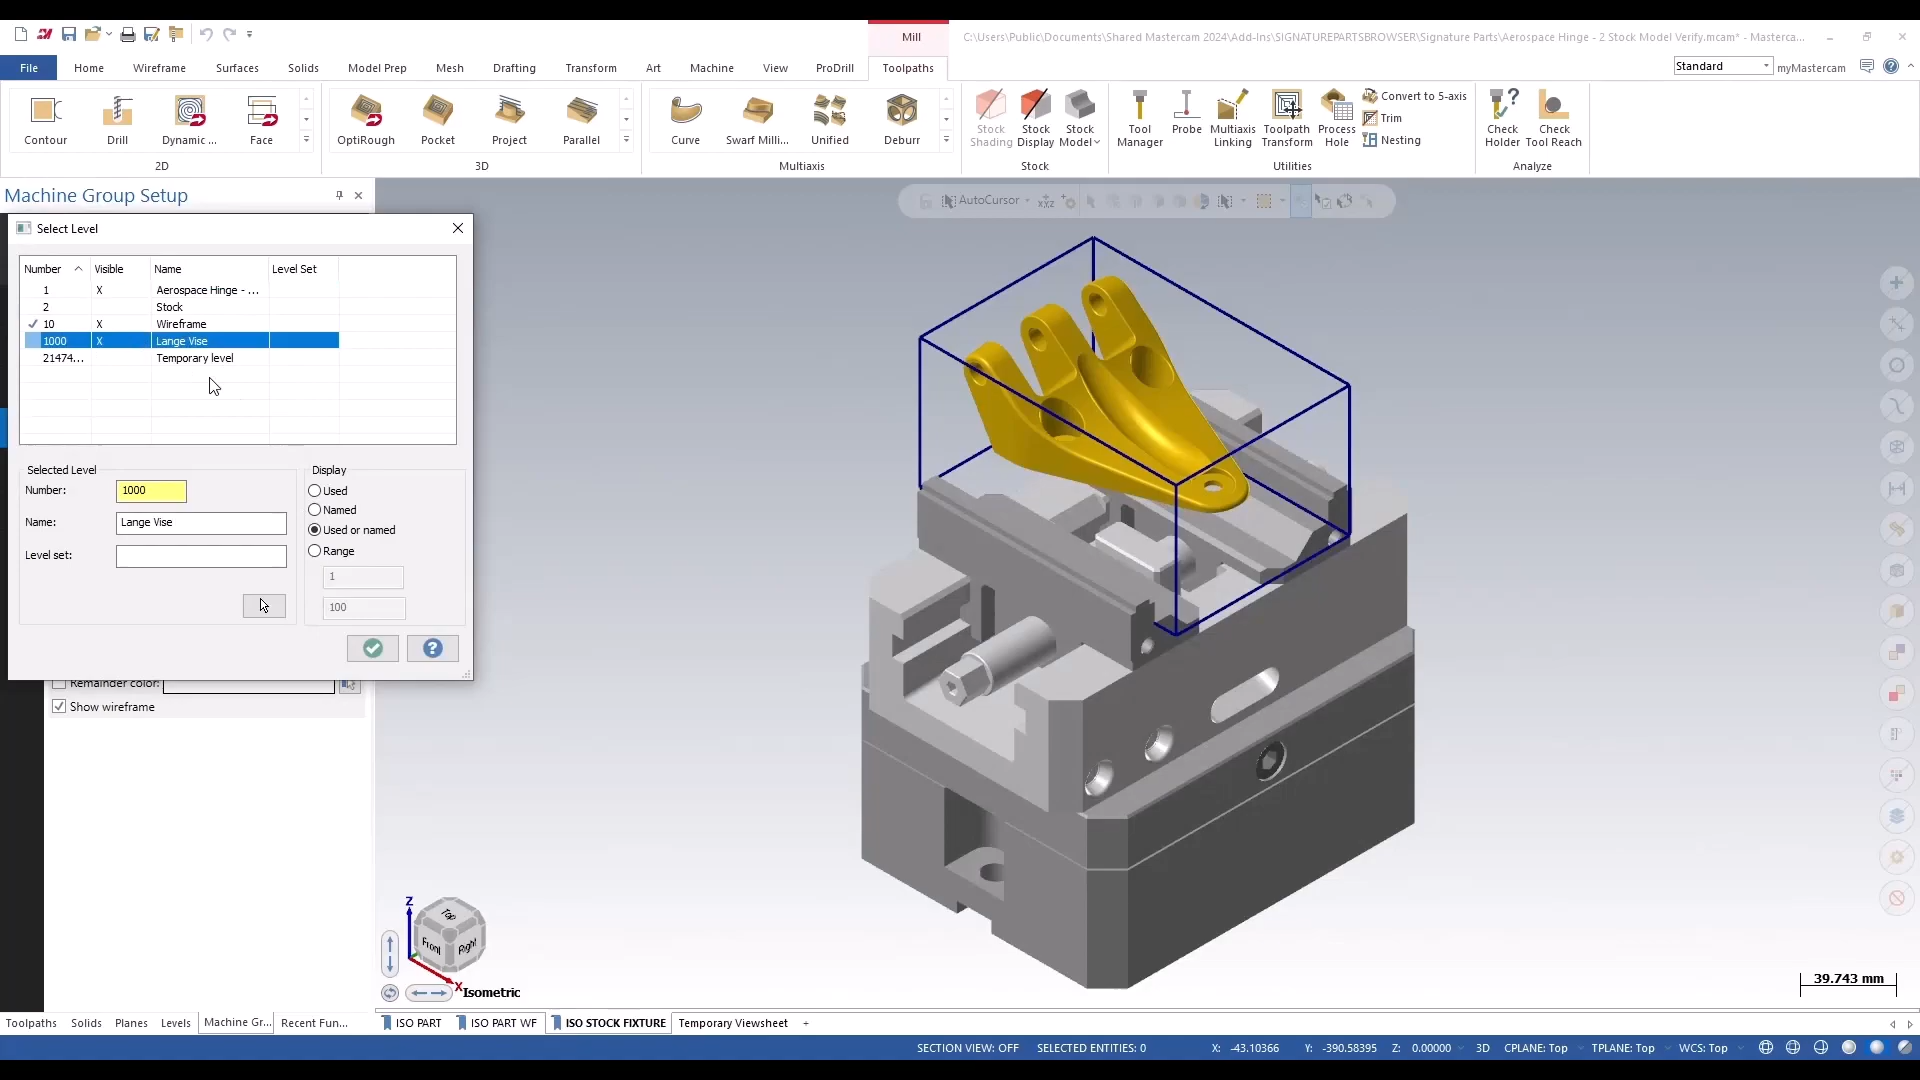 Mill
C:\Users\Public\Documents\Shared Mastercam 2024\Add-Ins\SIGNATUREPARTSBROWSER\Signature Parts\Aerospace Hinge - 2 Stock Model Verify.mcam* - Masterca...
File Home Wireframe Surfaces Solids Model Prep Mesh Drafting Transform Art Machine View ProDrill Toolpaths Standard myMastercam
Contour Drill Dynamic ... Face OptiRough Pocket Project Parallel Curve Swarf Milli... Unified Deburr
Stock Shading Stock Display Stock Model Tool Manager Probe Multiaxis Linking Toolpath Transform Process Hole
Convert to 5-axis
Trim
Nesting
Check Holder Check Tool Reach
2D 3D Multiaxis Stock Utilities Analyze
Machine Group Setup
AutoCursor
Select Level
Number Visible Name Level Set
1 X Aerospace Hinge - ...
2 Stock
10 X Wireframe
1000 X Lange Vise
21474... Temporary level
Selected Level
Number: 1000
Name: Lange Vise
Level set:
Display
Used
Named
Used or named
Range
1
100
Remainder color:
Show wireframe
Top
Front
Right
Z
X
Isometric
39.743 mm
Toolpaths Solids Planes Levels Machine Gr... Recent Fun... ISO PART ISO PART WF ISO STOCK FIXTURE Temporary Viewsheet +
SECTION VIEW: OFF SELECTED ENTITIES: 0 X: -43.10366 Y: -390.58395 Z: 0.00000 3D CPLANE: Top TPLANE: Top WCS: Top